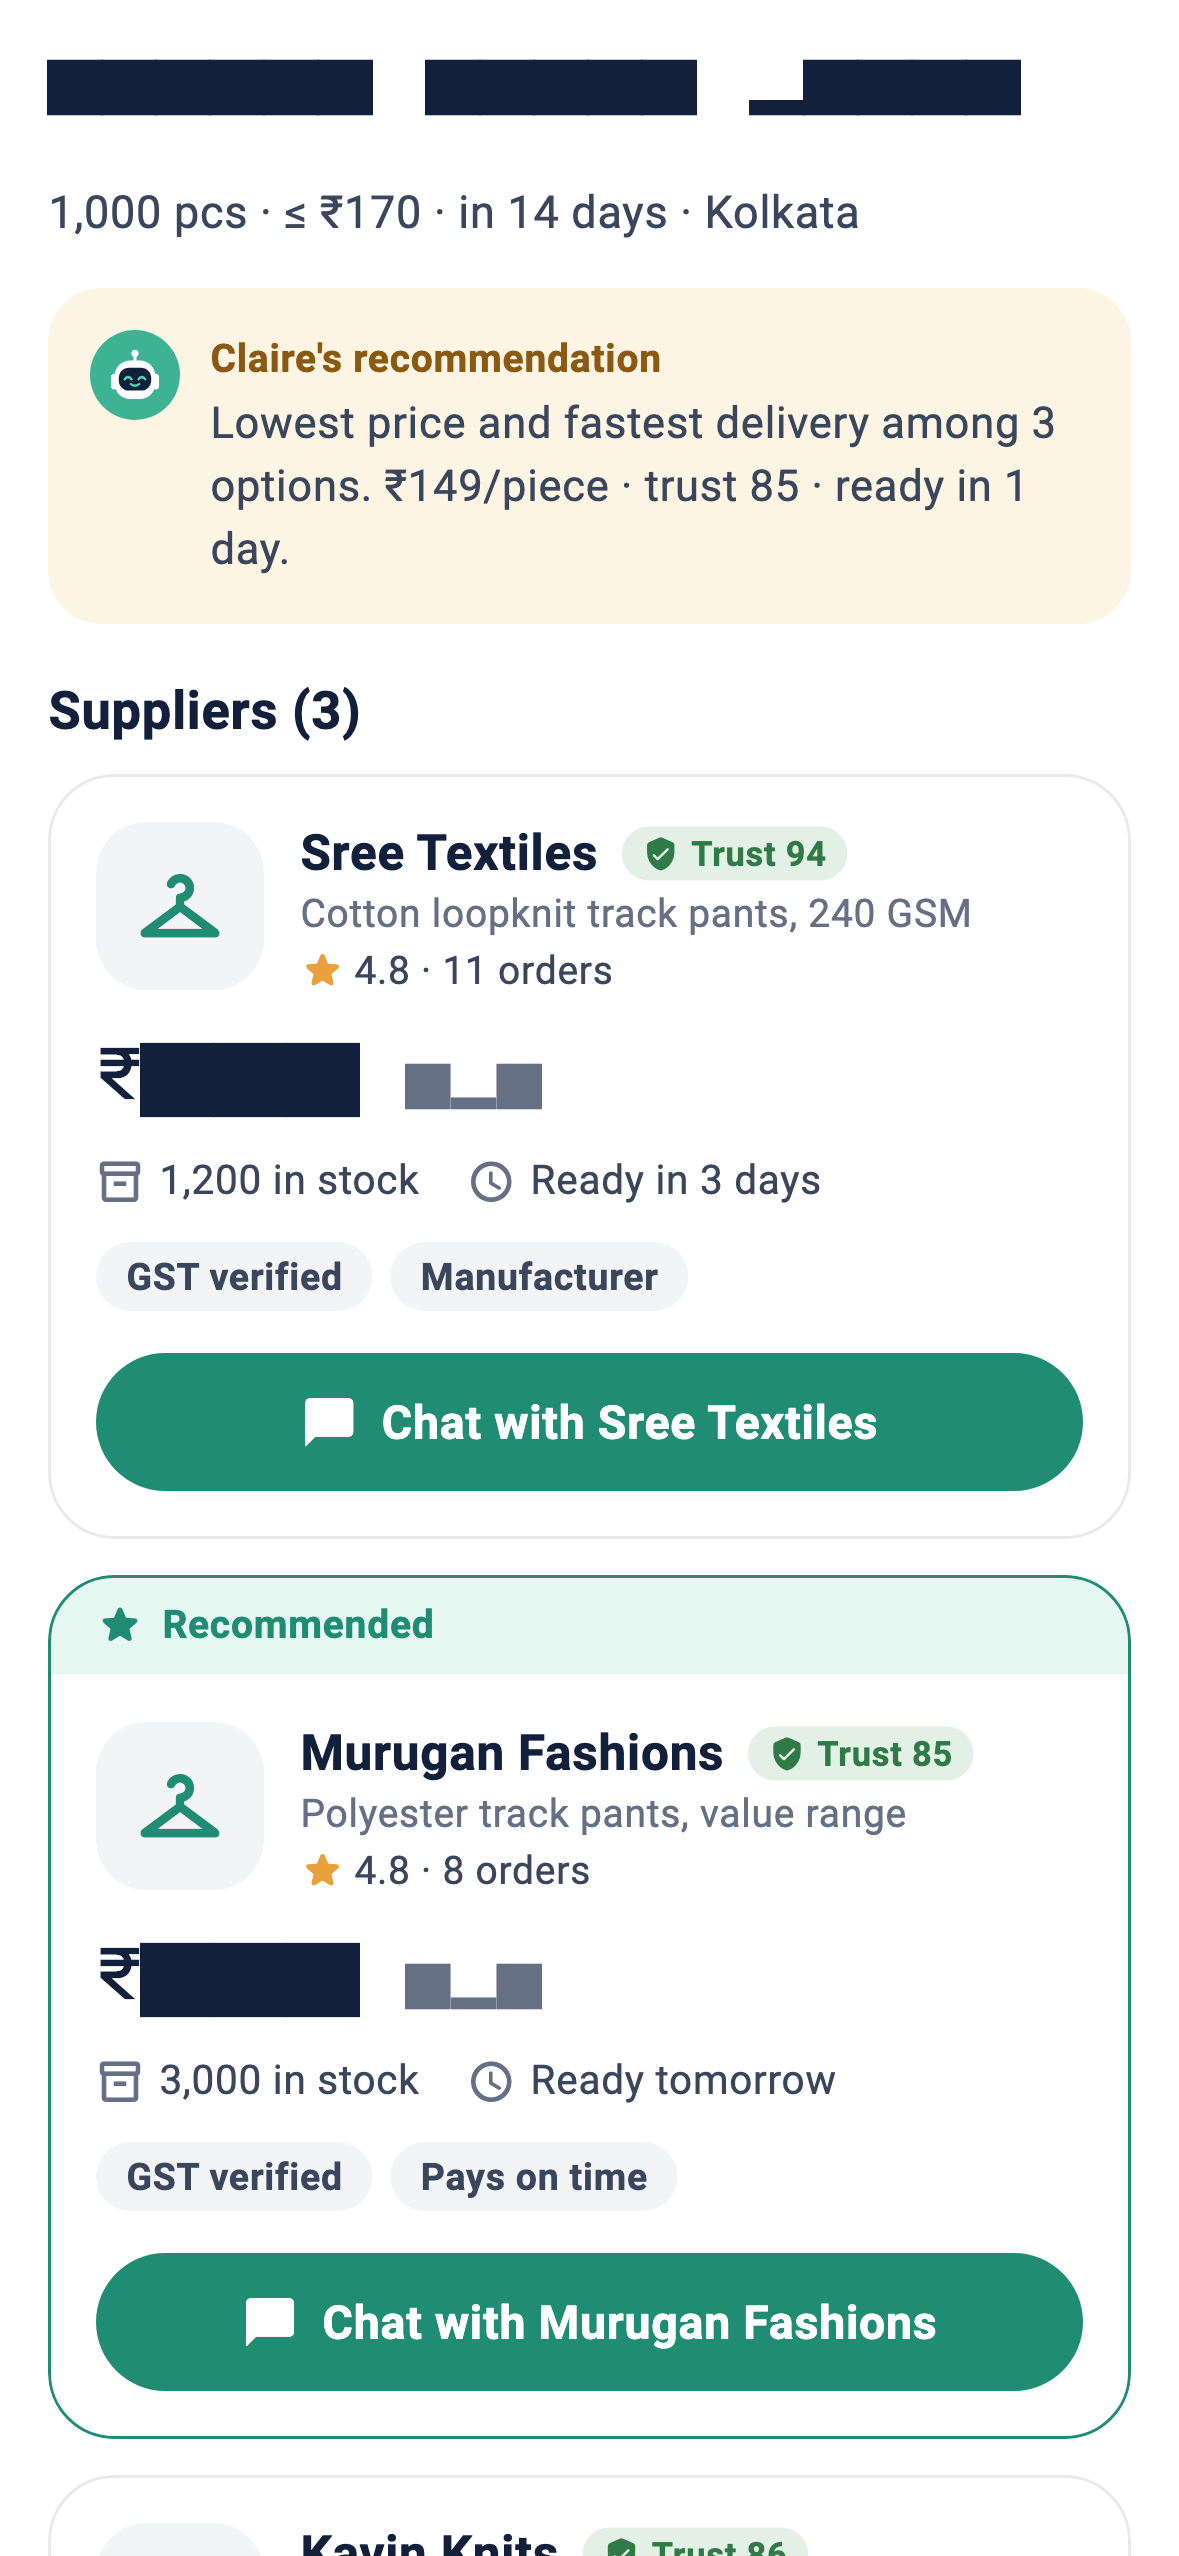 1,000 pcs · ≤ ₹170 · in 14 days · Kolkata
Claire's recommendation
Lowest price and fastest delivery among 3
options. ₹149/piece · trust 85 · ready in 1
day.
Suppliers (3)
Sree Textiles Trust 94
Cotton loopknit track pants, 240 GSM
4.8 · 11 orders
₹
1,200 in stock Ready in 3 days
GST verified Manufacturer
Chat with Sree Textiles
Recommended
Murugan Fashions Trust 85
Polyester track pants, value range
4.8 · 8 orders
₹
3,000 in stock Ready tomorrow
GST verified Pays on time
Chat with Murugan Fashions
Kavin Knits Trust 86